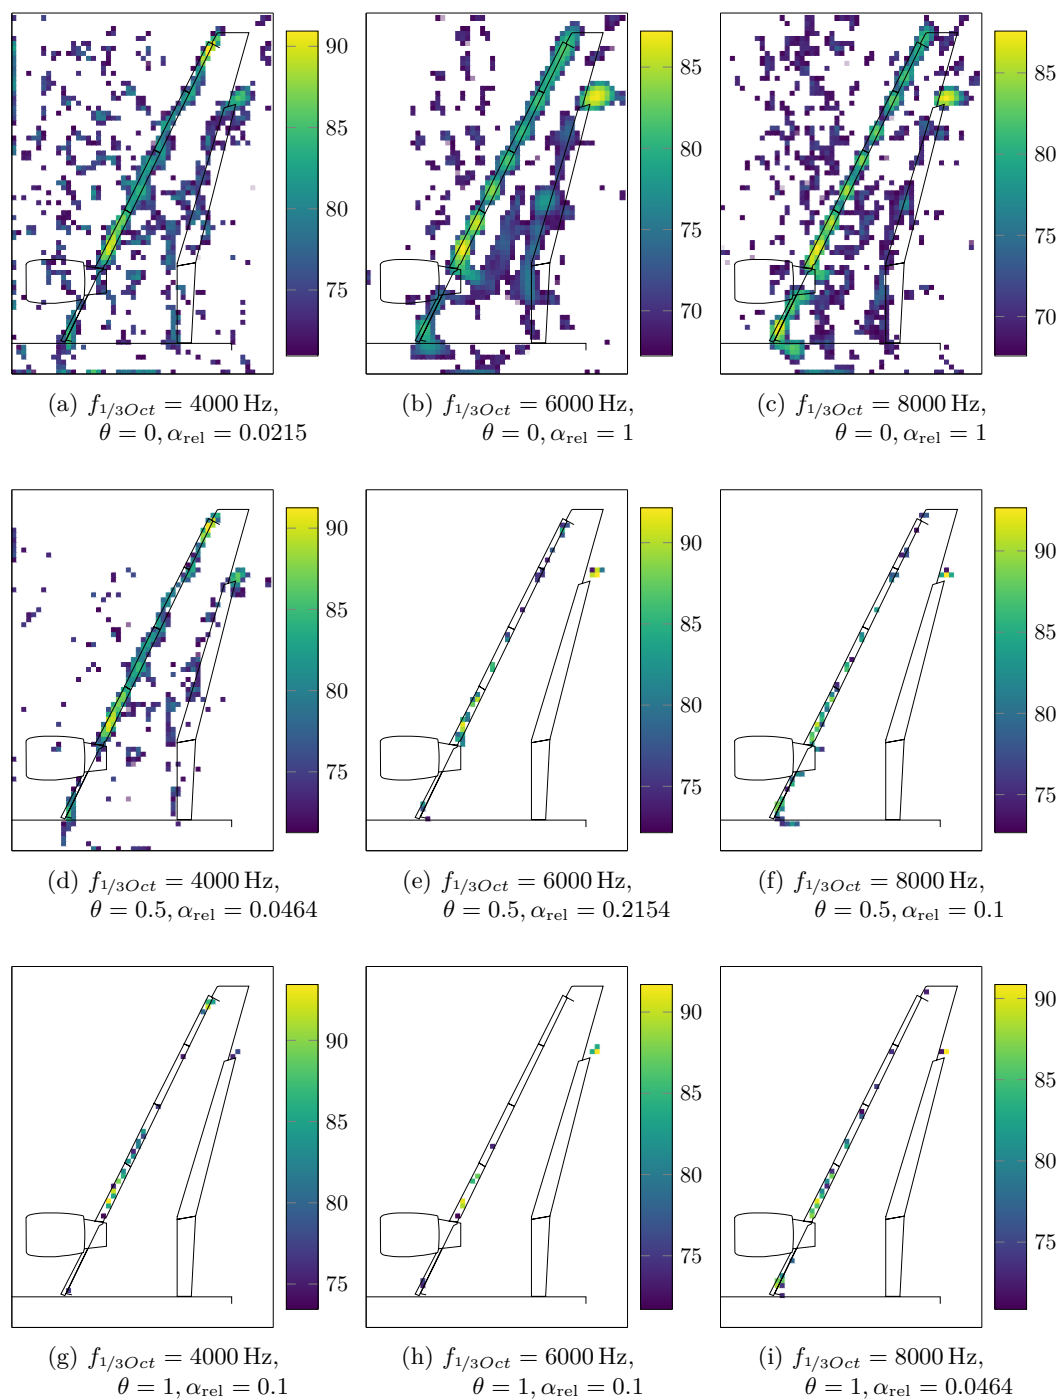 90
85
80
75
85
80
75
70
85
80
75
70
(a) f1/3Oct = 4000 Hz,
θ = 0, αrel = 0.0215
(b) f1/3Oct = 6000 Hz,
θ = 0, αrel = 1
(c) f1/3Oct = 8000 Hz,
θ = 0, αrel = 1
90
85
80
75
90
85
80
75
90
85
80
75
(d) f1/3Oct = 4000 Hz,
θ = 0.5, αrel = 0.0464
(e) f1/3Oct = 6000 Hz,
θ = 0.5, αrel = 0.2154
(f) f1/3Oct = 8000 Hz,
θ = 0.5, αrel = 0.1
90
85
80
75
90
85
80
75
90
85
80
75
(g) f1/3Oct = 4000 Hz,
θ = 1, αrel = 0.1
(h) f1/3Oct = 6000 Hz,
θ = 1, αrel = 0.1
(i) f1/3Oct = 8000 Hz,
θ = 1, αrel = 0.0464